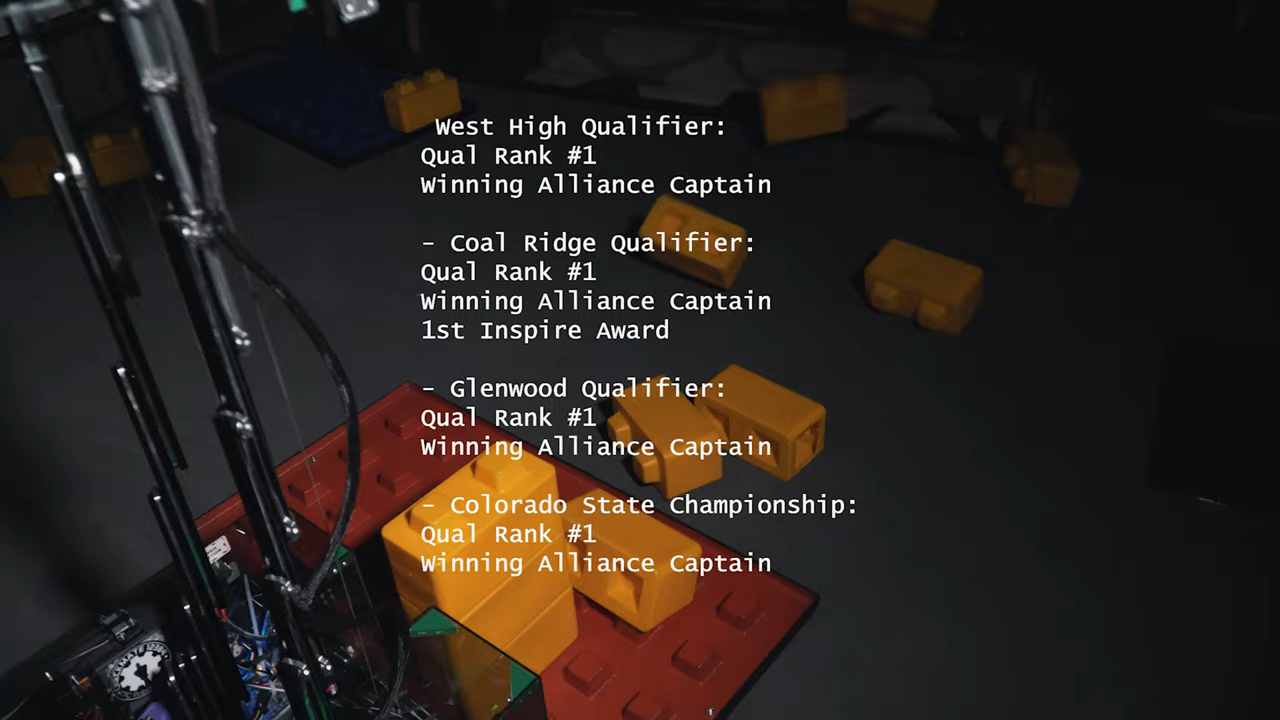 West High Qualifier:
Qual Rank #1
Winning Alliance Captain
- Coal Ridge Qualifier:
Qual Rank #1
Winning Alliance Captain
1st Inspire Award
- Glenwood Qualifier:
Qual Rank #1
Winning Alliance Captain
- Colorado State Championship:
Qual Rank #1
Winning Alliance Captain